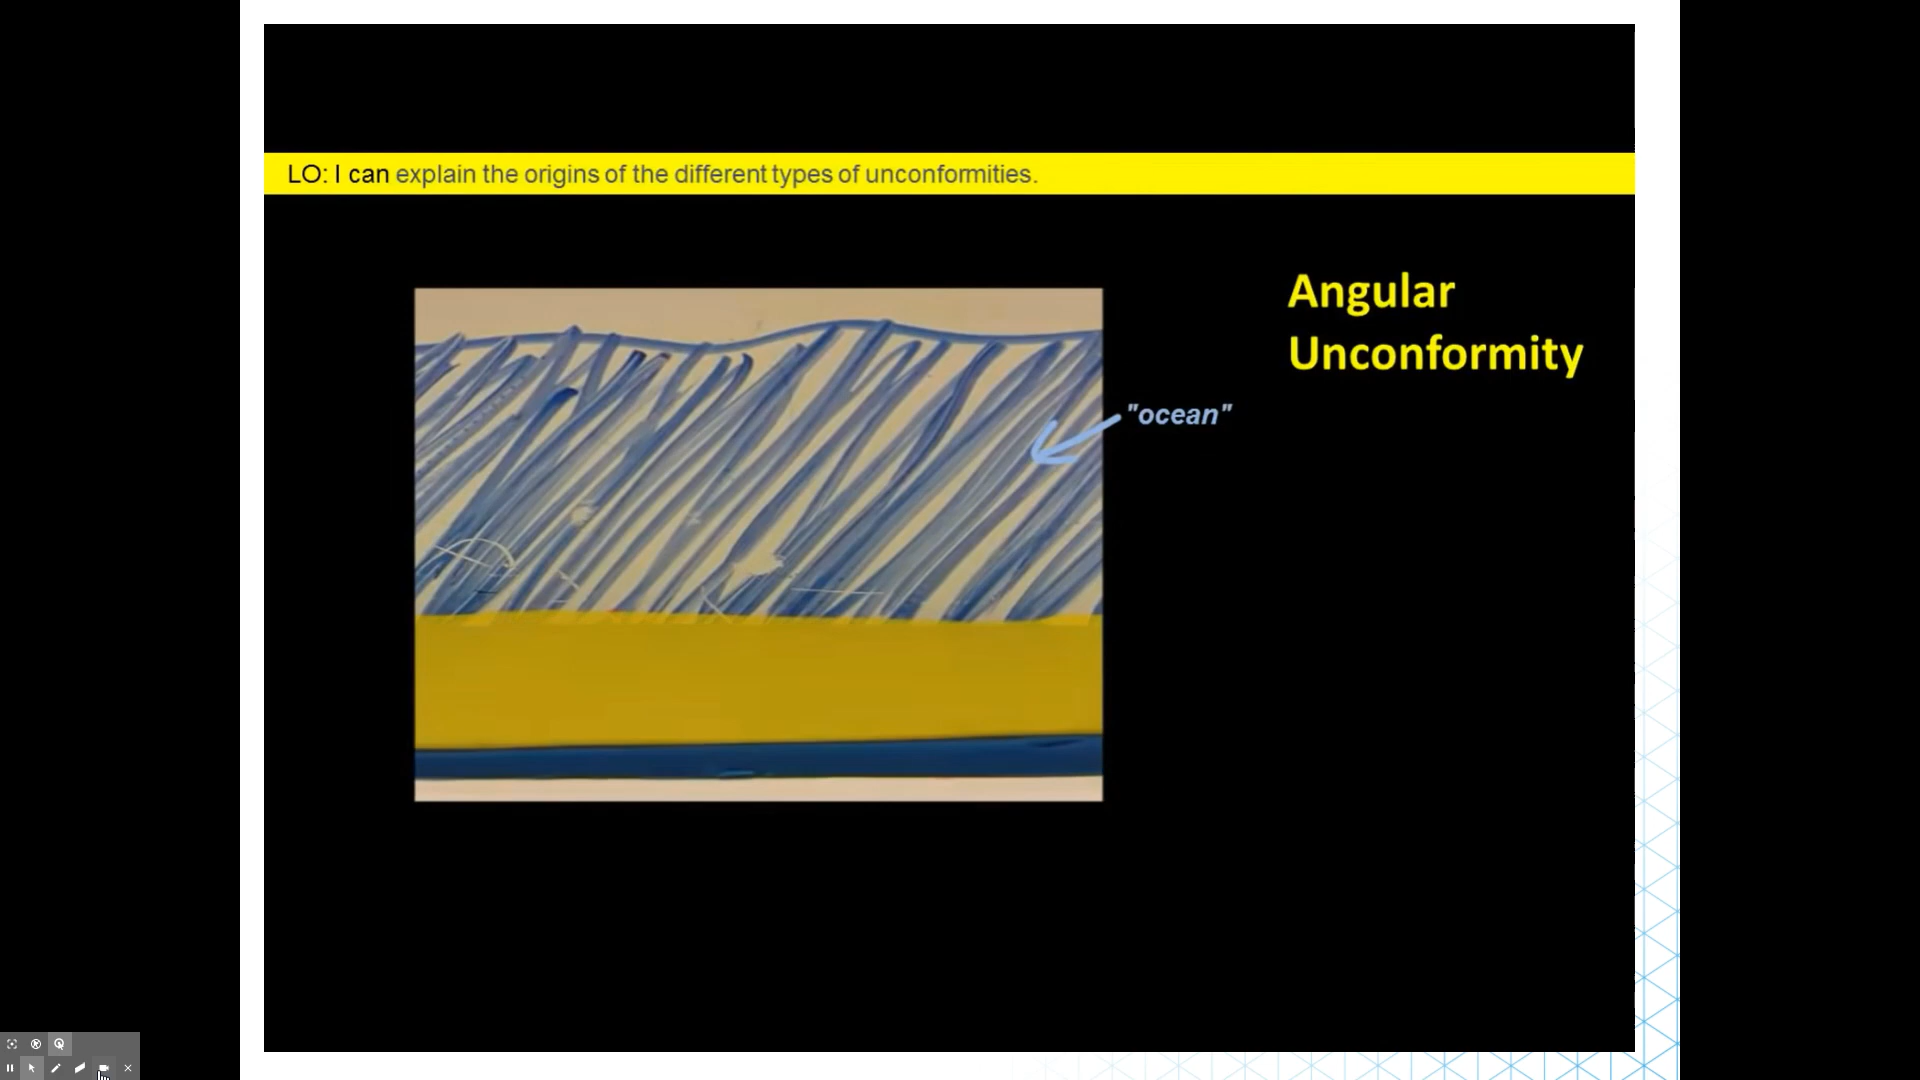 LO: I can explain the origins of the different types of unconformities.
Angular
Unconformity
"ocean"